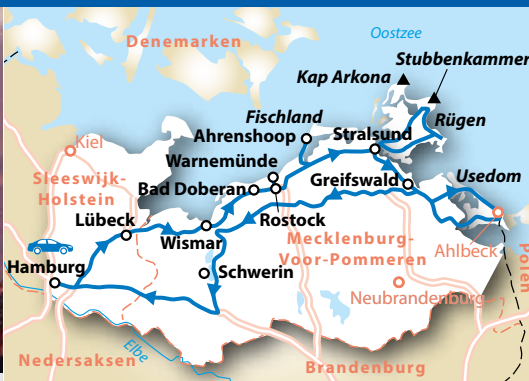 Oostzee
Denemarken
Stubbenkammer
Kap Arkona
Fischland
Rügen
Ahrenshoop
Stralsund
Kiel
Warnemünde
Sleeswijk-
Holstein
Bad Doberan
Greifswald
Usedom
Lübeck
Rostock
Wismar
Mecklenburg-
Voor-Pommeren
Ahlbeck
Polen
Hamburg
Schwerin
Neubrandenburg
Elbe
Nedersaksen
Brandenburg